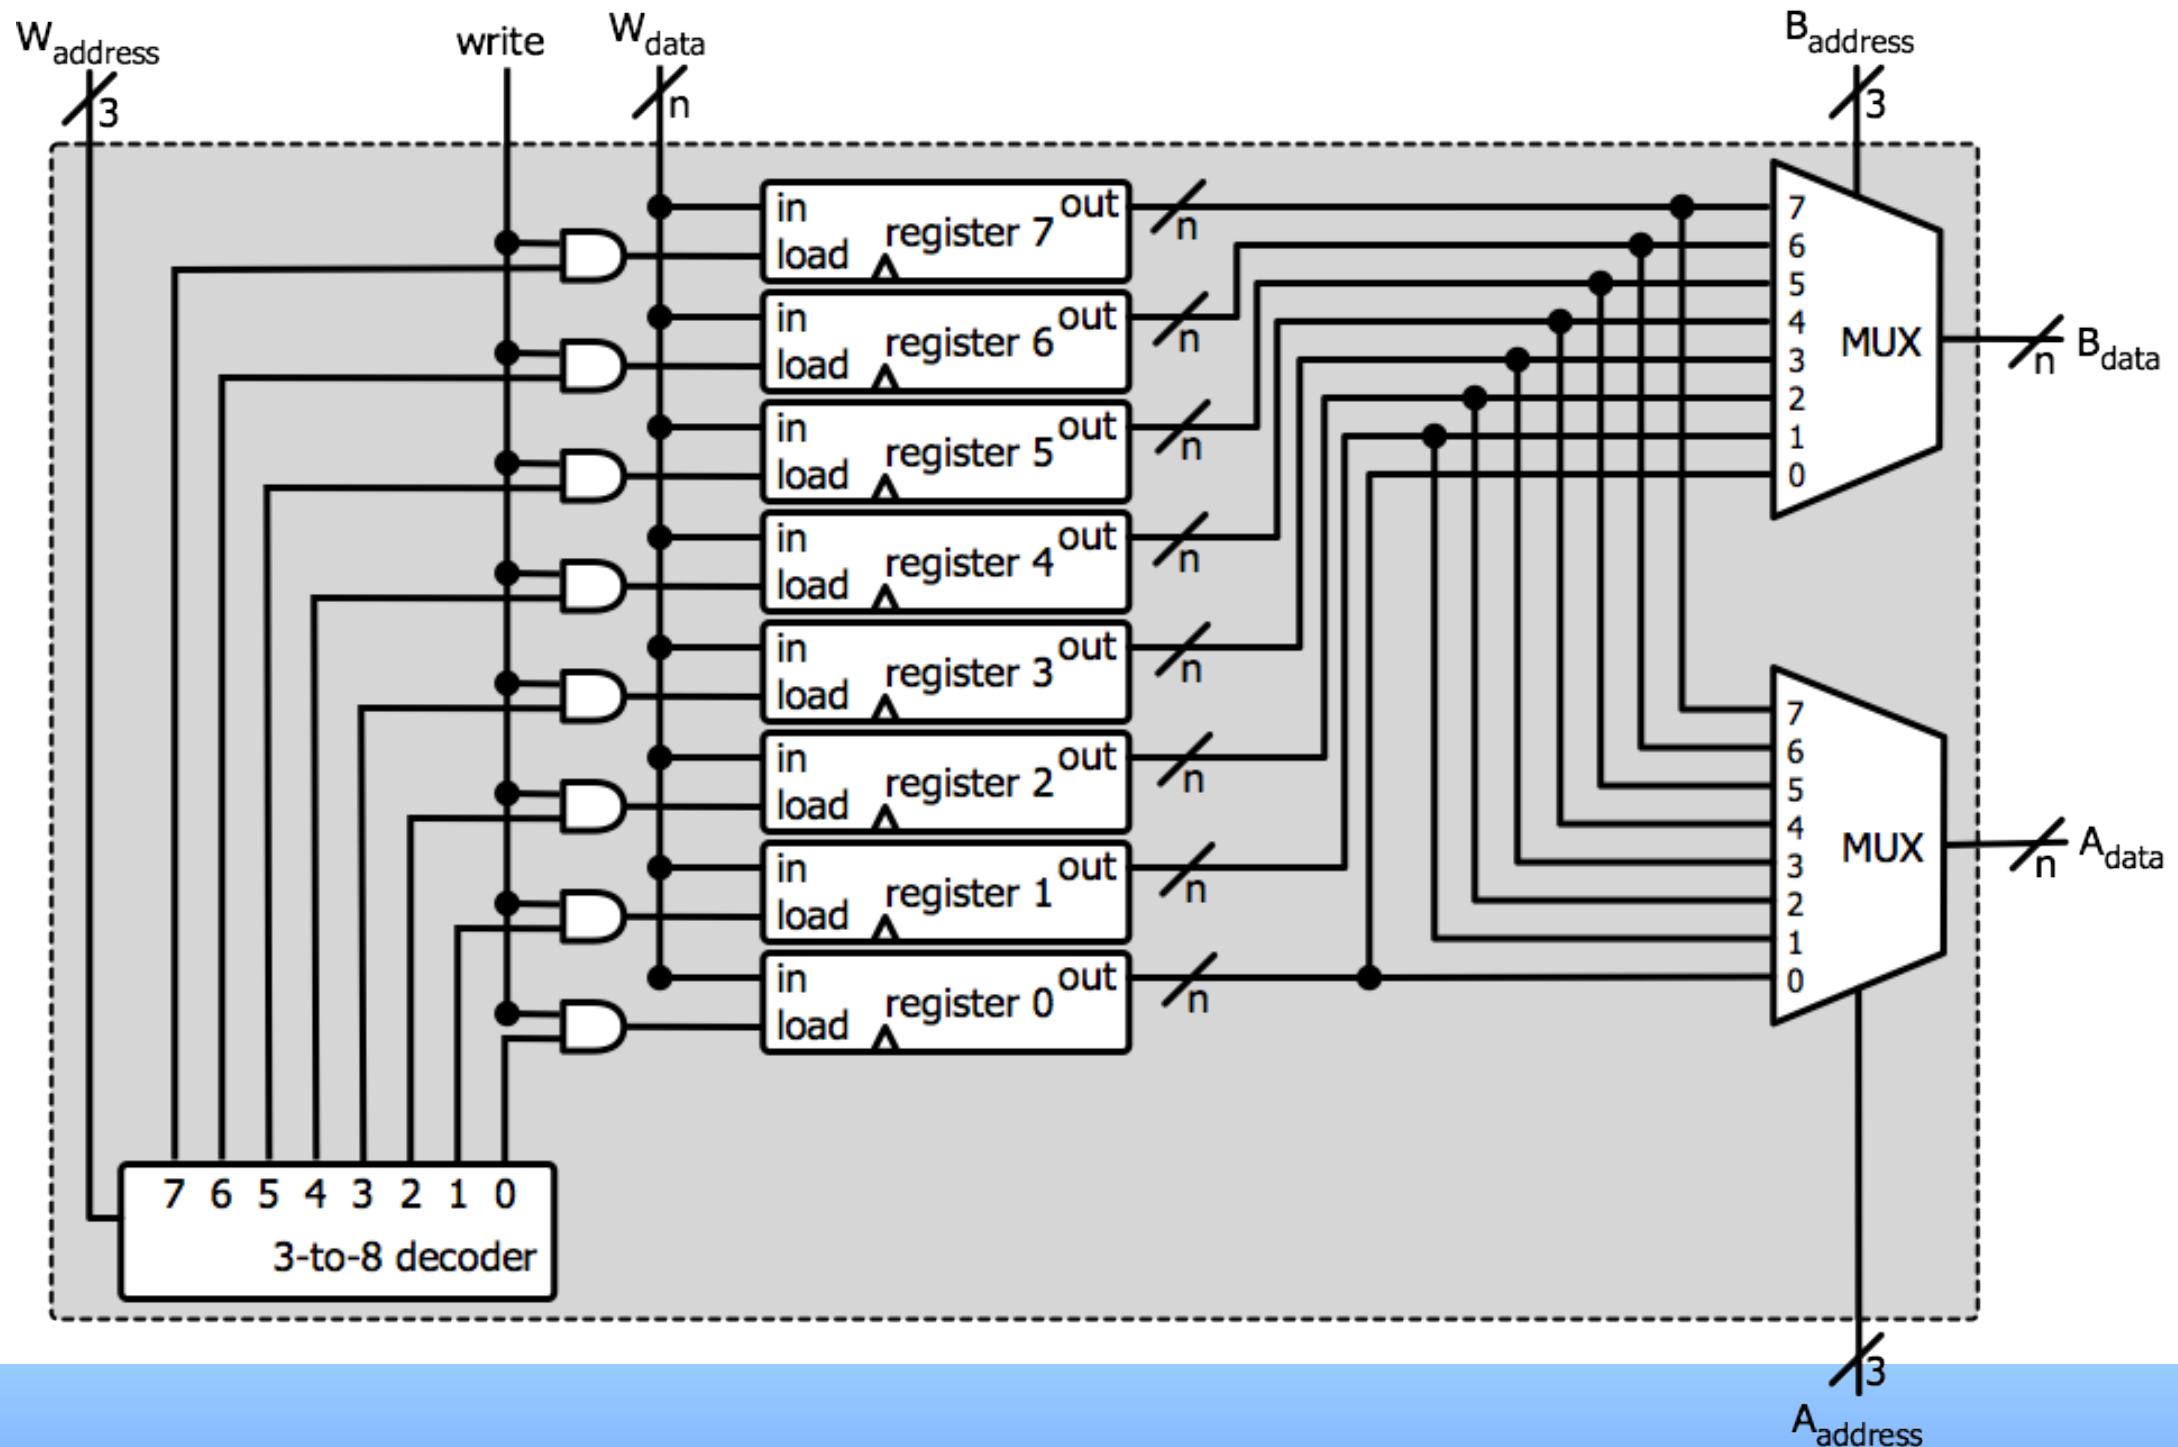 Waddress
write
Wdata
Baddress
3
n
3
in out
register 7
load
n
in out
register 6
load
n
in out
register 5
load
n
in out
register 4
load
n
in out
register 3
load
n
in out
register 2
load
n
in out
register 1
load
n
in out
register 0
load
n
7
6
5
4
3
2
1
0
MUX
n
Bdata
7
6
5
4
3
2
1
0
MUX
n
Adata
7 6 5 4 3 2 1 0
3-to-8 decoder
3
Aaddress